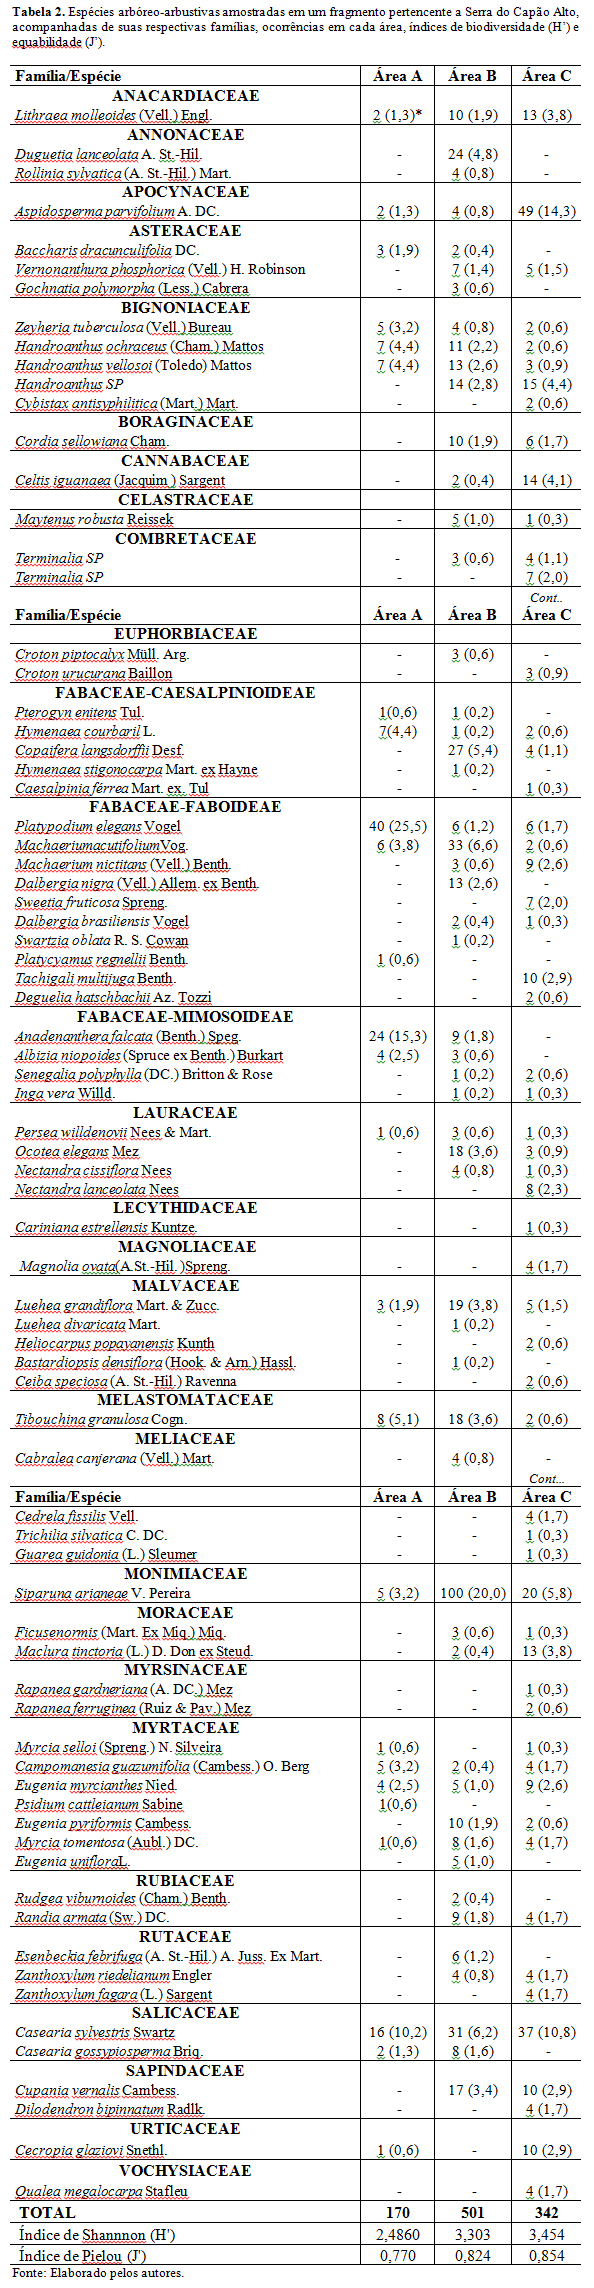 Tabela 2. Espécies arbóreo-arbustivas amostradas em um fragmento pertencente a Serra do Capão Alto,
acompanhadas de suas respectivas famílias, ocorrências em cada área, índices de biodiversidade (H') e
equabilidade (J').
Família/Espécie Área A Área B Área C
ANACARDIACEAE
Lithraea molleoides (Vell.) Engl. 2 (1,3)* 10 (1,9) 13 (3,8)
ANNONACEAE
Duguetia lanceolata A. St.-Hil. - 24 (4,8) -
Rollinia sylvatica (A. St.-Hil.) Mart. - 4 (0,8) -
APOCYNACEAE
Aspidosperma parvifolium A. DC. 2 (1,3) 4 (0,8) 49 (14,3)
ASTERACEAE
Baccharis dracunculifolia DC. 3 (1,9) 2 (0,4) -
Vernonanthura phosphorica (Vell.) H. Robinson - 7 (1,4) 5 (1,5)
Gochnatia polymorpha (Less.) Cabrera - 3 (0,6) -
BIGNONIACEAE
Zeyheria tuberculosa (Vell.) Bureau 5 (3,2) 4 (0,8) 2 (0,6)
Handroanthus ochraceus (Cham.) Mattos 7 (4,4) 11 (2,2) 2 (0,6)
Handroanthus vellosoi (Toledo) Mattos 7 (4,4) 13 (2,6) 3 (0,9)
Handroanthus SP - 14 (2,8) 15 (4,4)
Cybistax antisyphilitica (Mart.) Mart. - - 2 (0,6)
BORAGINACEAE
Cordia sellowiana Cham. - 10 (1,9) 6 (1,7)
CANNABACEAE
Celtis iguanaea (Jacquim.) Sargent - 2 (0,4) 14 (4,1)
CELASTRACEAE
Maytenus robusta Reissek - 5 (1,0) 1 (0,3)
COMBRETACEAE
Terminalia SP - 3 (0,6) 4 (1,1)
Terminalia SP - - 7 (2,0)
Cont..
Família/Espécie Área A Área B Área C
EUPHORBIACEAE
Croton piptocalyx Müll. Arg. - 3 (0,6) -
Croton urucurana Baillon - - 3 (0,9)
FABACEAE-CAESALPINIOIDEAE
Pterogyn enitens Tul. 1(0,6) 1 (0,2) -
Hymenaea courbaril L. 7(4,4) 1 (0,2) 2 (0,6)
Copaifera langsdorffii Desf. - 27 (5,4) 4 (1,1)
Hymenaea stigonocarpa Mart. ex Hayne - 1 (0,2) -
Caesalpinia férrea Mart. ex. Tul - - 1 (0,3)
FABACEAE-FABOIDEAE
Platypodium elegans Vogel 40 (25,5) 6 (1,2) 6 (1,7)
MachaeriumacutifoliumVog. 6 (3,8) 33 (6,6) 2 (0,6)
Machaerium nictitans (Vell.) Benth. - 3 (0,6) 9 (2,6)
Dalbergia nigra (Vell.) Allem. ex Benth. - 13 (2,6) -
Sweetia fruticosa Spreng. - - 7 (2,0)
Dalbergia brasiliensis Vogel - 2 (0,4) 1 (0,3)
Swartzia oblata R. S. Cowan - 1 (0,2) -
Platycyamus regnellii Benth. 1 (0,6) - -
Tachigali multijuga Benth. - - 10 (2,9)
Deguelia hatschbachii Az. Tozzi - - 2 (0,6)
FABACEAE-MIMOSOIDEAE
Anadenanthera falcata (Benth.) Speg. 24 (15,3) 9 (1,8) -
Albizia niopoides (Spruce ex Benth.) Burkart 4 (2,5) 3 (0,6) -
Senegalia polyphylla (DC.) Britton & Rose - 1 (0,2) 2 (0,6)
Inga vera Willd. - 1 (0,2) 1 (0,3)
LAURACEAE
Persea willdenovii Nees & Mart. 1 (0,6) 3 (0,6) 1 (0,3)
Ocotea elegans Mez - 18 (3,6) 3 (0,9)
Nectandra cissiflora Nees - 4 (0,8) 1 (0,3)
Nectandra lanceolata Nees - - 8 (2,3)
LECYTHIDACEAE
Cariniana estrellensis Kuntze. - - 1 (0,3)
MAGNOLIACEAE
Magnolia ovata(A.St.-Hil. )Spreng. - - 4 (1,7)
MALVACEAE
Luehea grandiflora Mart. & Zucc. 3 (1,9) 19 (3,8) 5 (1,5)
Luehea divaricata Mart. - 1 (0,2) -
Heliocarpus popayanensis Kunth - - 2 (0,6)
Bastardiopsis densiflora (Hook. & Arn.) Hassl. - 1 (0,2) -
Ceiba speciosa (A. St.-Hil.) Ravenna - - 2 (0,6)
MELASTOMATACEAE
Tibouchina granulosa Cogn. 8 (5,1) 18 (3,6) 2 (0,6)
MELIACEAE
Cabralea canjerana (Vell.) Mart. - 4 (0,8) -
Cont...
Família/Espécie Área A Área B Área C
Cedrela fissilis Vell. - - 4 (1,7)
Trichilia silvatica C. DC. - - 1 (0,3)
Guarea guidonia (L.) Sleumer - - 1 (0,3)
MONIMIACEAE
Siparuna arianeae V. Pereira 5 (3,2) 100 (20,0) 20 (5,8)
MORACEAE
Ficusenormis (Mart. Ex Miq.) Miq. - 3 (0,6) 1 (0,3)
Maclura tinctoria (L.) D. Don ex Steud. - 2 (0,4) 13 (3,8)
MYRSINACEAE
Rapanea gardneriana (A. DC.) Mez - - 1 (0,3)
Rapanea ferruginea (Ruiz & Pav.) Mez - - 2 (0,6)
MYRTACEAE
Myrcia selloi (Spreng.) N. Silveira 1 (0,6) - 1 (0,3)
Campomanesia guazumifolia (Cambess.) O. Berg 5 (3,2) 2 (0,4) 4 (1,7)
Eugenia myrcianthes Nied. 4 (2,5) 5 (1,0) 9 (2,6)
Psidium cattleianum Sabine 1(0,6) - -
Eugenia pyriformis Cambess. - 10 (1,9) 2 (0,6)
Myrcia tomentosa (Aubl.) DC. 1(0,6) 8 (1,6) 4 (1,7)
Eugenia unifloraL. - 5 (1,0) -
RUBIACEAE
Rudgea viburnoides (Cham.) Benth. - 2 (0,4) -
Randia armata (Sw.) DC. - 9 (1,8) 4 (1,7)
RUTACEAE
Esenbeckia febrifuga (A. St.-Hil.) A. Juss. Ex Mart. - 6 (1,2) -
Zanthoxylum riedelianum Engler - 4 (0,8) 4 (1,7)
Zanthoxylum fagara (L.) Sargent - - 4 (1,7)
SALICACEAE
Casearia sylvestris Swartz 16 (10,2) 31 (6,2) 37 (10,8)
Casearia gossypiosperma Briq. 2 (1,3) 8 (1,6) -
SAPINDACEAE
Cupania vernalis Cambess. - 17 (3,4) 10 (2,9)
Dilodendron bipinnatum Radlk. - - 4 (1,7)
URTICACEAE
Cecropia glaziovi Snethl. 1 (0,6) - 10 (2,9)
VOCHYSIACEAE
Qualea megalocarpa Stafleu - - 4 (1,7)
TOTAL 170 501 342
Índice de Shannnon (H') 2,4860 3,303 3,454
Índice de Pielou (J') 0,770 0,824 0,854
Fonte: Elaborado pelos autores.